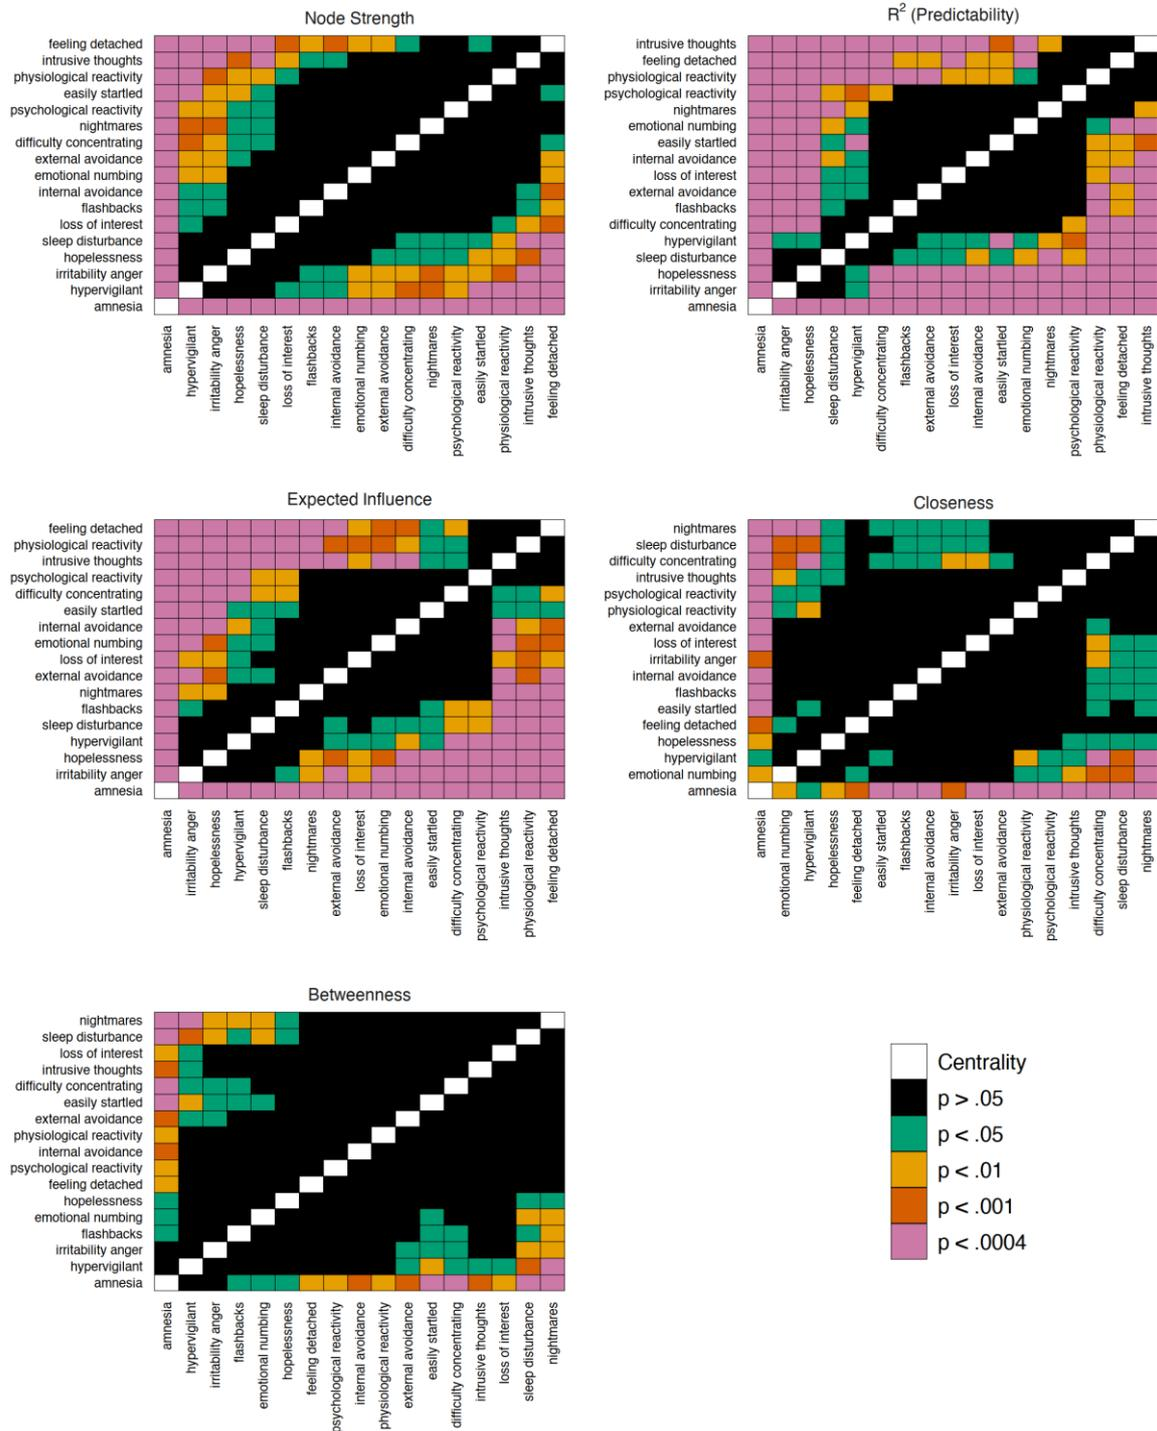 Node Strength
feeling detached
intrusive thoughts
physiological reactivity
easily startled
psychological reactivity
nightmares
difficulty concentrating
external avoidance
emotional numbing
internal avoidance
flashbacks
loss of interest
sleep disturbance
hopelessness
irritability anger
hypervigilant
amnesia
amnesia
hypervigilant
irritability anger
hopelessness
sleep disturbance
loss of interest
flashbacks
internal avoidance
emotional numbing
external avoidance
difficulty concentrating
nightmares
psychological reactivity
easily startled
physiological reactivity
intrusive thoughts
feeling detached
R² (Predictability)
intrusive thoughts
feeling detached
physiological reactivity
psychological reactivity
nightmares
emotional numbing
easily startled
internal avoidance
loss of interest
external avoidance
flashbacks
difficulty concentrating
hypervigilant
sleep disturbance
hopelessness
irritability anger
amnesia
amnesia
irritability anger
hopelessness
sleep disturbance
hypervigilant
difficulty concentrating
flashbacks
external avoidance
loss of interest
internal avoidance
easily startled
emotional numbing
nightmares
psychological reactivity
physiological reactivity
feeling detached
intrusive thoughts
Expected Influence
feeling detached
physiological reactivity
intrusive thoughts
psychological reactivity
difficulty concentrating
easily startled
internal avoidance
emotional numbing
loss of interest
external avoidance
nightmares
flashbacks
sleep disturbance
hypervigilant
hopelessness
irritability anger
amnesia
amnesia
irritability anger
hopelessness
hypervigilant
sleep disturbance
flashbacks
nightmares
external avoidance
loss of interest
emotional numbing
internal avoidance
easily startled
difficulty concentrating
psychological reactivity
intrusive thoughts
physiological reactivity
feeling detached
Closeness
nightmares
sleep disturbance
difficulty concentrating
intrusive thoughts
psychological reactivity
physiological reactivity
external avoidance
loss of interest
irritability anger
internal avoidance
flashbacks
easily startled
feeling detached
hopelessness
hypervigilant
emotional numbing
amnesia
amnesia
emotional numbing
hypervigilant
hopelessness
feeling detached
easily startled
flashbacks
internal avoidance
irritability anger
loss of interest
external avoidance
physiological reactivity
psychological reactivity
intrusive thoughts
difficulty concentrating
sleep disturbance
nightmares
Betweenness
nightmares
sleep disturbance
loss of interest
intrusive thoughts
difficulty concentrating
easily startled
external avoidance
physiological reactivity
internal avoidance
psychological reactivity
feeling detached
hopelessness
emotional numbing
flashbacks
irritability anger
hypervigilant
amnesia
amnesia
hypervigilant
irritability anger
flashbacks
emotional numbing
hopelessness
feeling detached
psychological reactivity
internal avoidance
physiological reactivity
external avoidance
easily startled
difficulty concentrating
intrusive thoughts
loss of interest
sleep disturbance
nightmares
Centrality
p > .05
p < .05
p < .01
p < .001
p < .0004